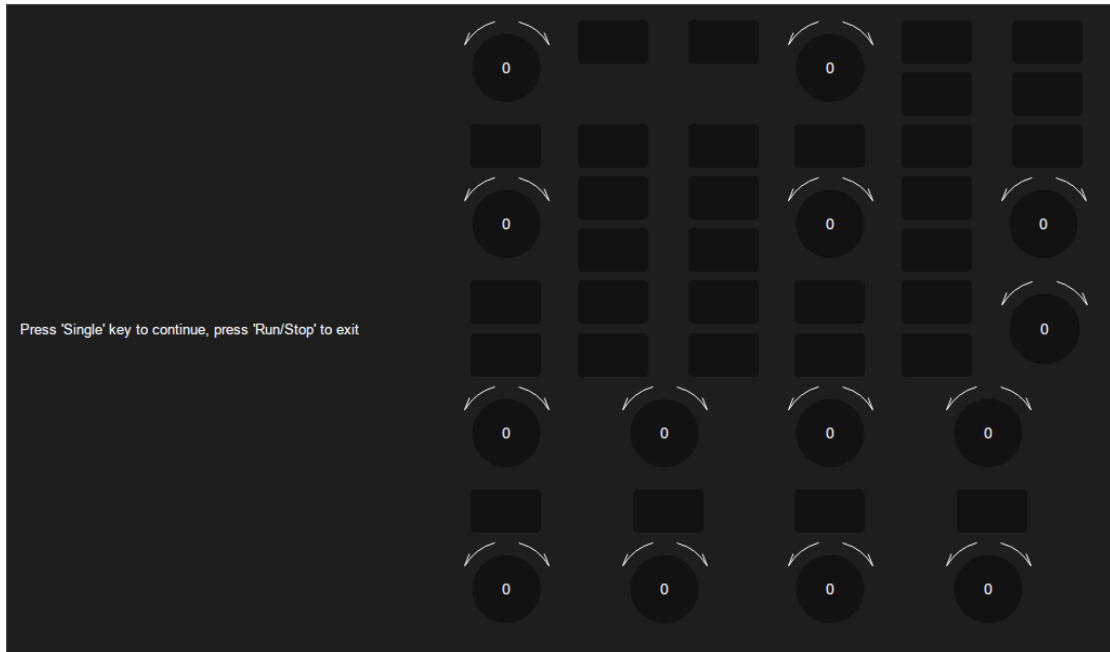 0 0
0 0 0
Press 'Single' key to continue, press 'Run/Stop' to exit
0
0 0 0 0
0 0 0 0